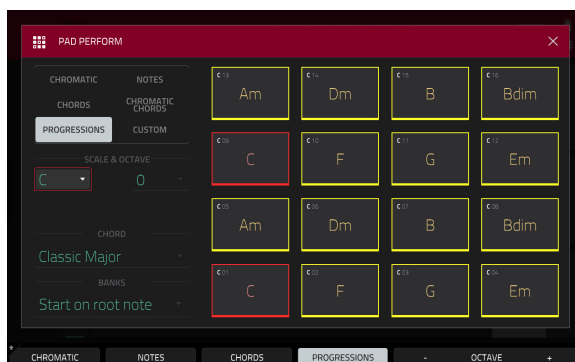 PAD PERFORM
CHROMATIC NOTES
CHORDS CHROMATIC CHORDS
PROGRESSIONS CUSTOM
SCALE & OCTAVE
C 0
CHORD
Classic Major
BANKS
Start on root note
C 13 C 14 C 15 C 16
Am Dm B Bdim
C 09 C 10 C 11 C 12
C F G Em
C 05 C 06 C 07 C 08
Am Dm B Bdim
C 01 C 02 C 03 C 04
C F G Em
CHROMATIC NOTES CHORDS PROGRESSIONS - OCTAVE +